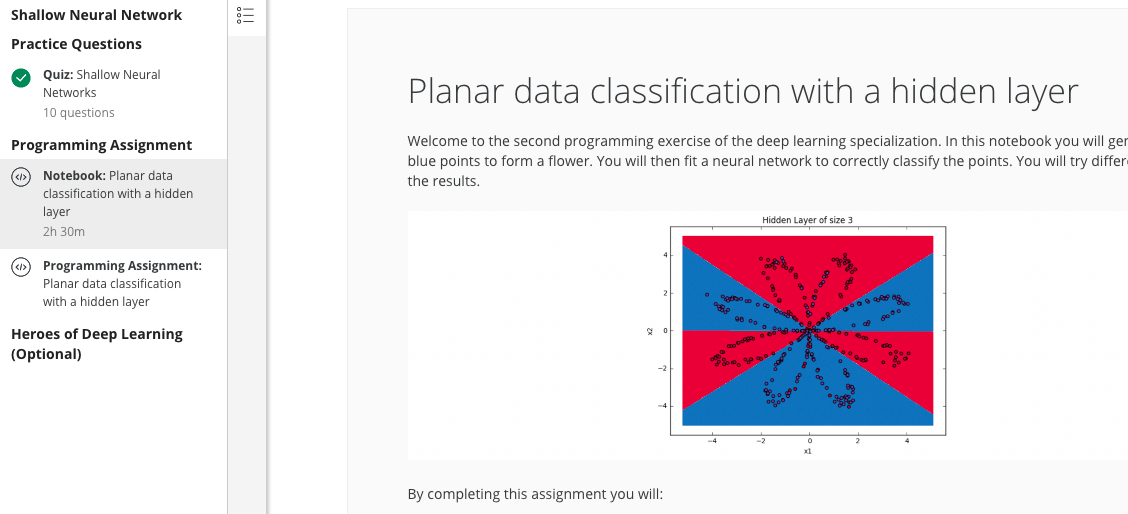 Shallow Neural Network
Practice Questions
Quiz: Shallow Neural
Networks
10 questions
Programming Assignment
Notebook: Planar data
classification with a hidden
layer
2h 30m
Programming Assignment:
Planar data classification
with a hidden layer
Heroes of Deep Learning
(Optional)
Planar data classification with a hidden layer
Welcome to the second programming exercise of the deep learning specialization. In this notebook you will
blue points to form a flower. You will then fit a neural network to correctly classify the points. You will try
the results.
Hidden Layer of size 3
4
2
0
−2
−4
x2
−4 −2 0 2 4
x1
By completing this assignment you will: